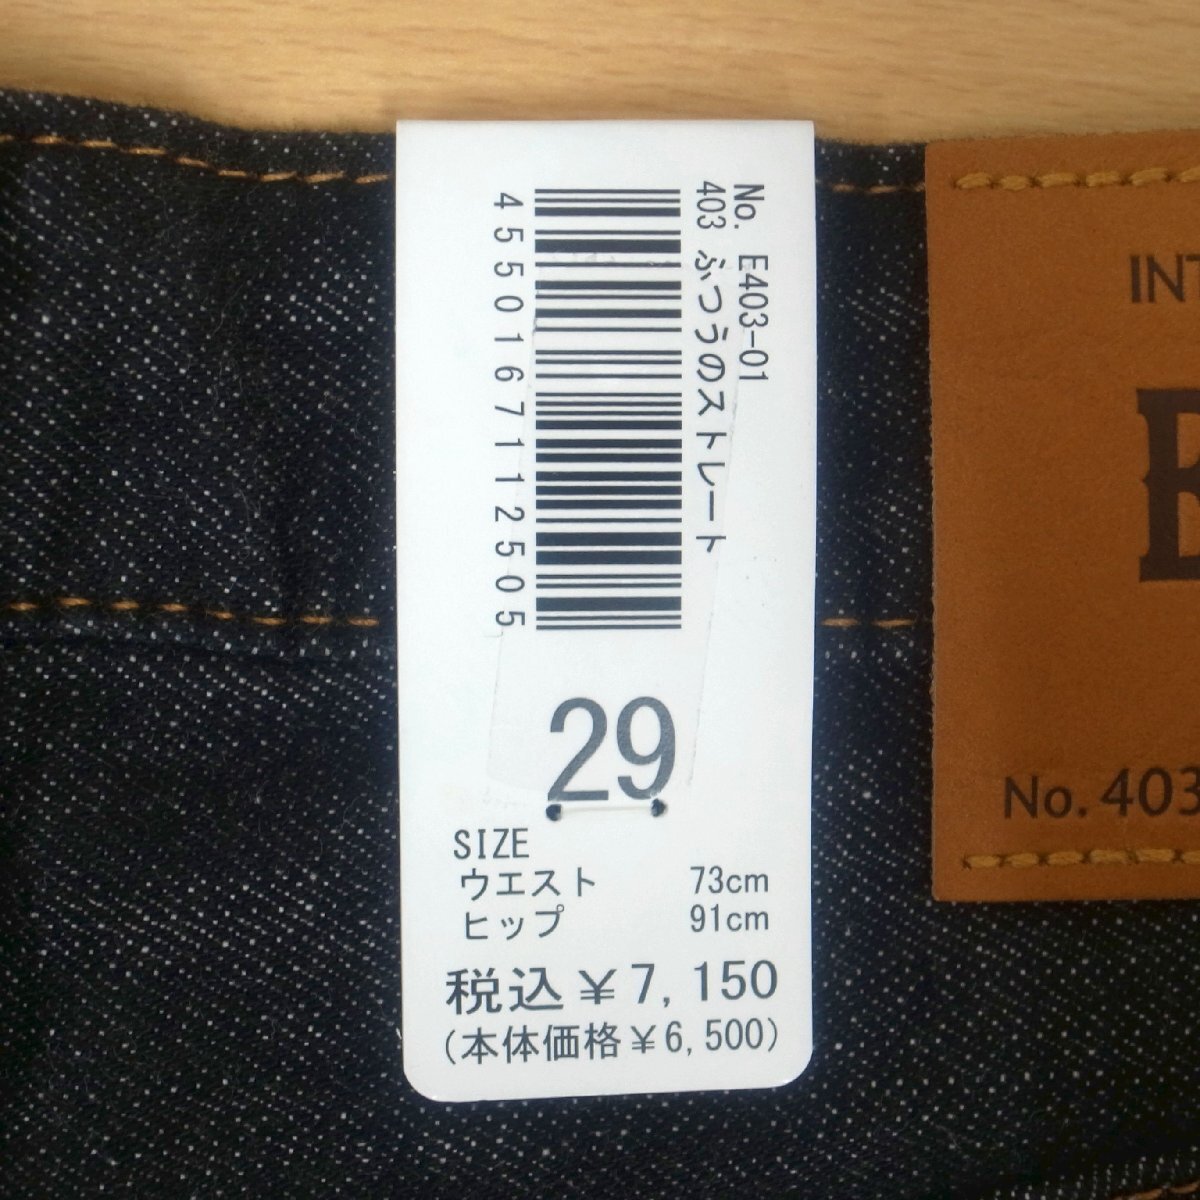 No. E403-01
403 ふつうのストレート
4550167112505
29
SIZE
ウエスト 73cm
ヒップ 91cm
税込¥7,150
(本体価格¥6,500)
INT
E
No. 403